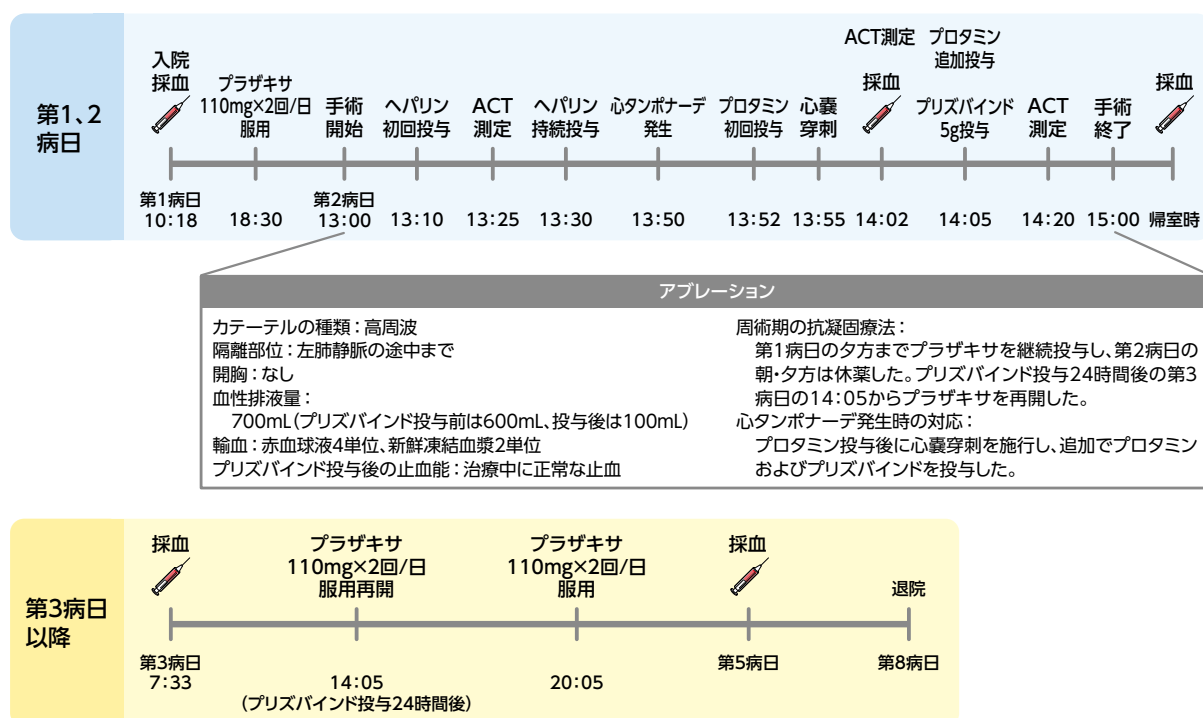 第1、2
病日
入院
採血
プラザキサ
110mg×2回/日
服用
手術
開始
ヘパリン
初回投与
ACT
測定
ヘパリン
持続投与
心タンポナーデ
発生
プロタミン
初回投与
心嚢
穿刺
ACT測定
採血
プロタミン
追加投与
プリズバインド
5g投与
ACT
測定
手術
終了
採血
第1病日
10：18
18：30
第2病日
13：00
13：10
13：25
13：30
13：50
13：52
13：55
14：02
14：05
14：20
15：00
帰室時
アブレーション
カテーテルの種類：高周波
隔離部位：左肺静脈の途中まで
開胸：なし
血性排液量：
700mL（プリズバインド投与前は600mL、投与後は100mL）
輸血：赤血球液4単位、新鮮凍結血漿2単位
プリズバインド投与後の止血能：治療中に正常な止血
周術期の抗凝固療法：
第1病日の夕方までプラザキサを継続投与し、第2病日の
朝・夕方は休薬した。プリズバインド投与24時間後の第3
病日の14：05からプラザキサを再開した。
心タンポナーデ発生時の対応：
プロタミン投与後に心嚢穿刺を施行し、追加でプロタミン
およびプリズバインドを投与した。
第3病日
以降
採血
プラザキサ
110mg×2回/日
服用再開
プラザキサ
110mg×2回/日
服用
採血
退院
第3病日
7：33
14：05
（プリズバインド投与24時間後）
20：05
第5病日
第8病日